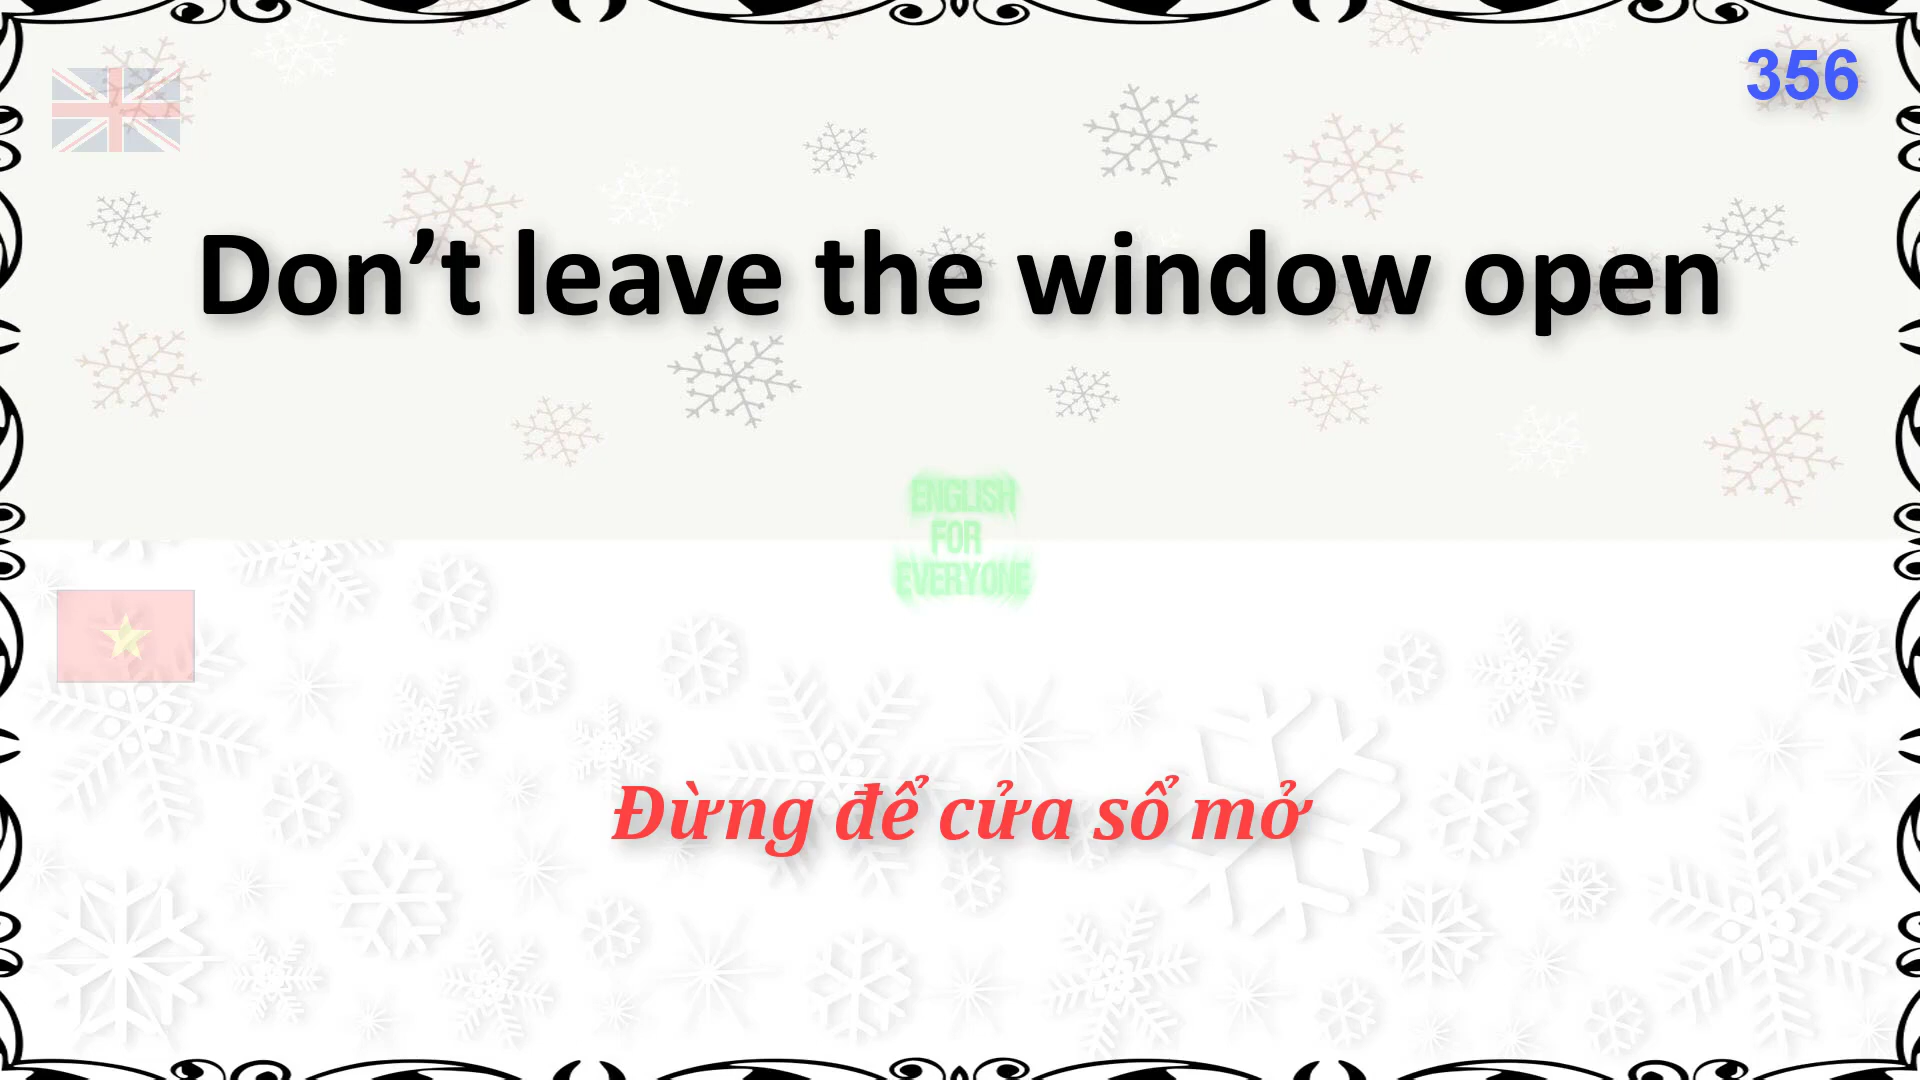 356
Don’t leave the window open
ENGLISH
FOR
EVERYONE
Đừng để cửa sổ mở